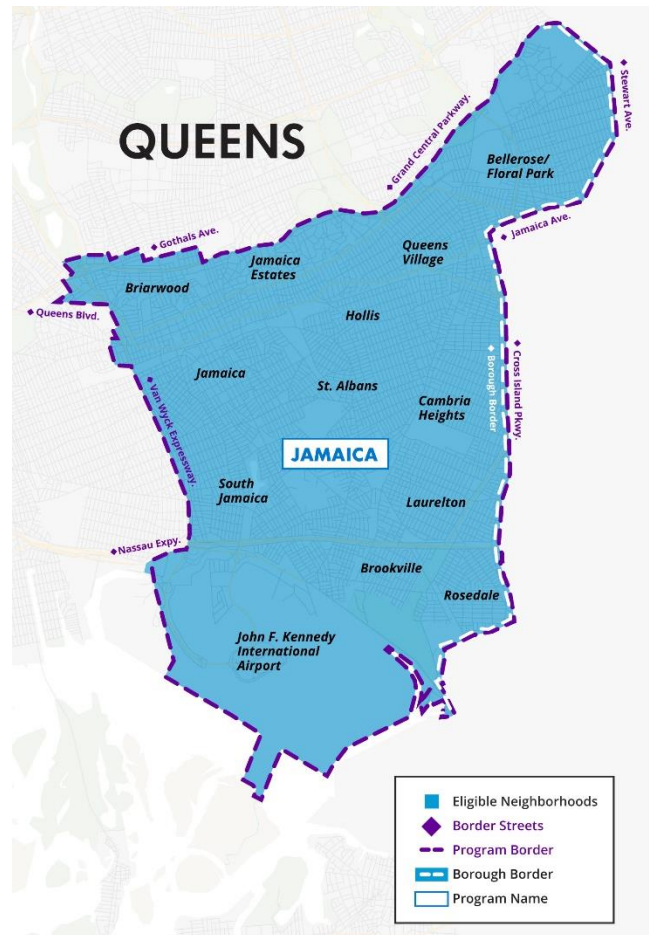 QUEENS
Grand Central Parkway.
Stewart Ave.
Bellerose/
Floral Park
Jamaica Ave.
Gothals Ave.
Queens
Village
Jamaica
Estates
Briarwood
Queens Blvd.
Hollis
Borough Border
Cross Island Pkwy.
Jamaica
Van Wyck Expressway.
St. Albans
Cambria
Heights
JAMAICA
South
Jamaica
Laurelton
Nassau Expy.
Brookville
Rosedale
John F. Kennedy
International
Airport
Eligible Neighborhoods
Border Streets
Program Border
Borough Border
Program Name